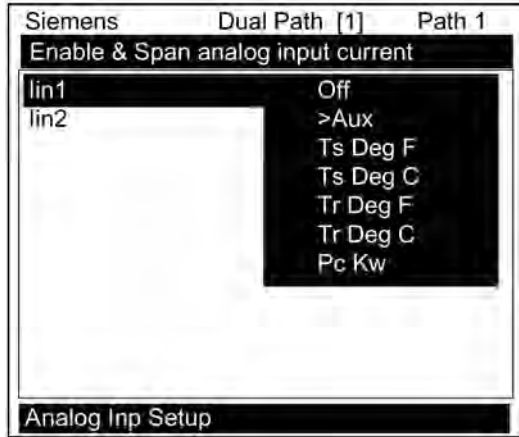 Siemens Dual Path [1] Path 1
Enable & Span analog input current
Iin1 Off
Iin2 >Aux
Ts Deg F
Ts Deg C
Tr Deg F
Tr Deg C
Pc Kw
Analog Inp Setup